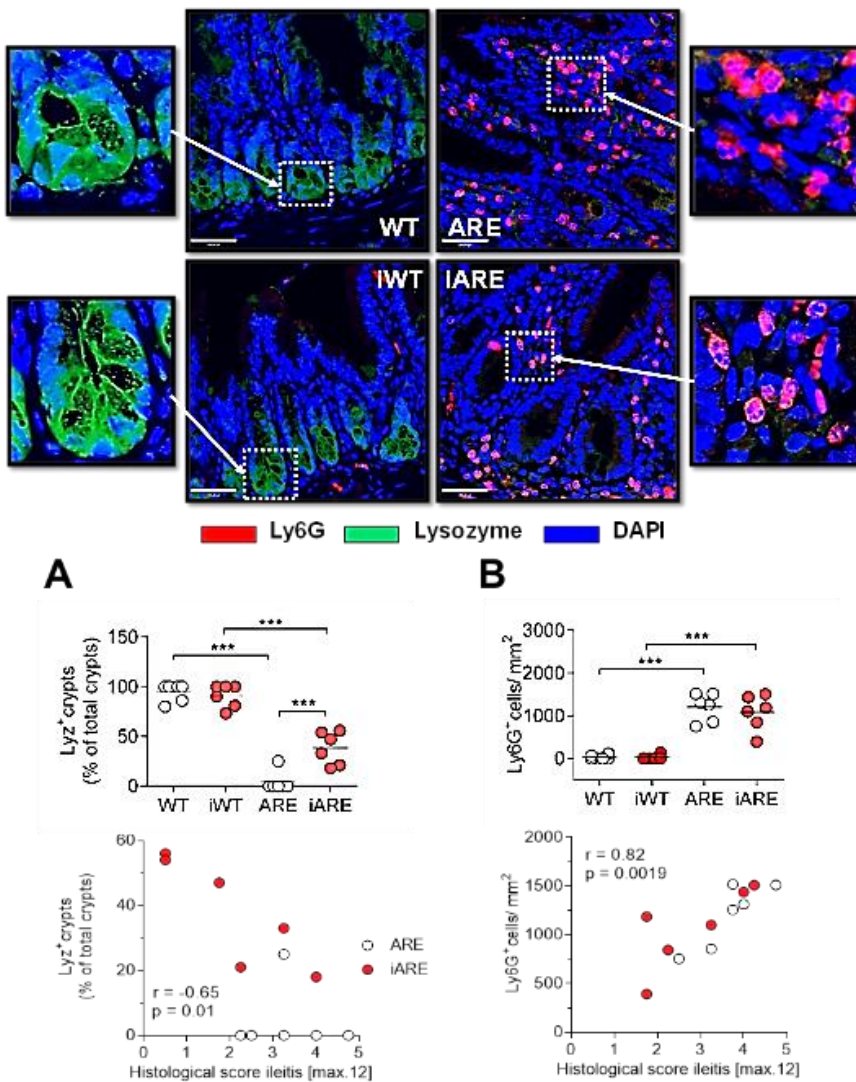 WT
ARE
IWT
IARE
Ly6G Lysozyme DAPI
A
Lyz+crypts
(% of total crypts)
150
100
50
0
***
***
***
WT iWT ARE iARE
B
Ly6G+cells/ mm²
3000
2000
1000
0
***
***
WT iWT ARE iARE
Lyz+crypts
(% of total crypts)
60
40
20
0
r = -0.65
p = 0.01
0 1 2 3 4 5
Histological score ileitis [max.12]
ARE
iARE
Ly6G+cells/ mm²
2000
1500
1000
500
0
r = 0.82
p = 0.0019
0 1 2 3 4 5
Histological score ileitis [max.12]